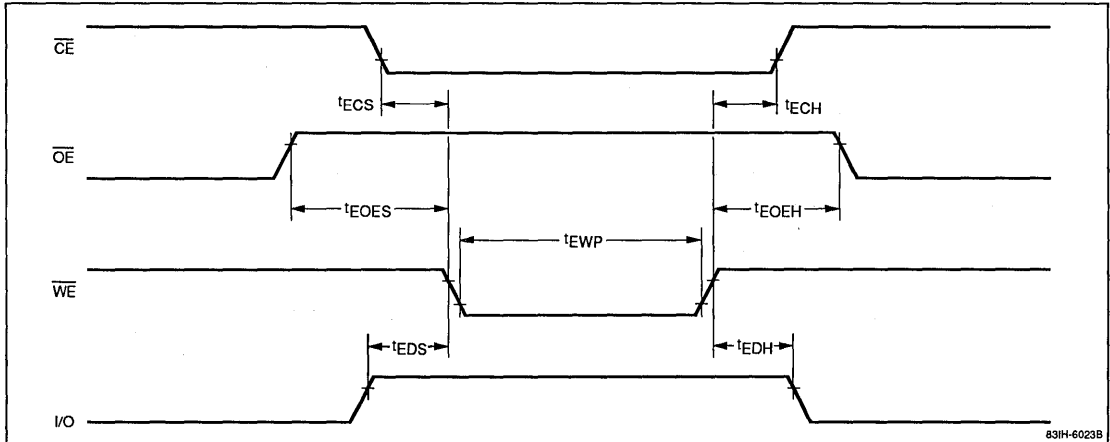 CE
tECS
tECH
OE
tEOES
tEOEH
tEWP
WE
tEDS
tEDH
I/O
83IH-6023B